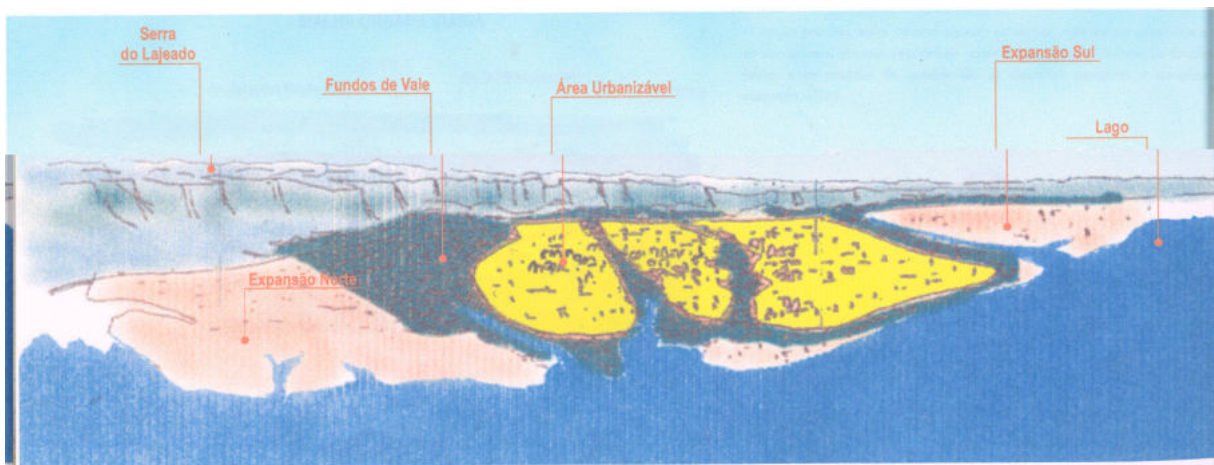 Serra
do Lajeado
Fundos de Vale
Área Urbanizável
Expansão Sul
Lago
Expansão Norte